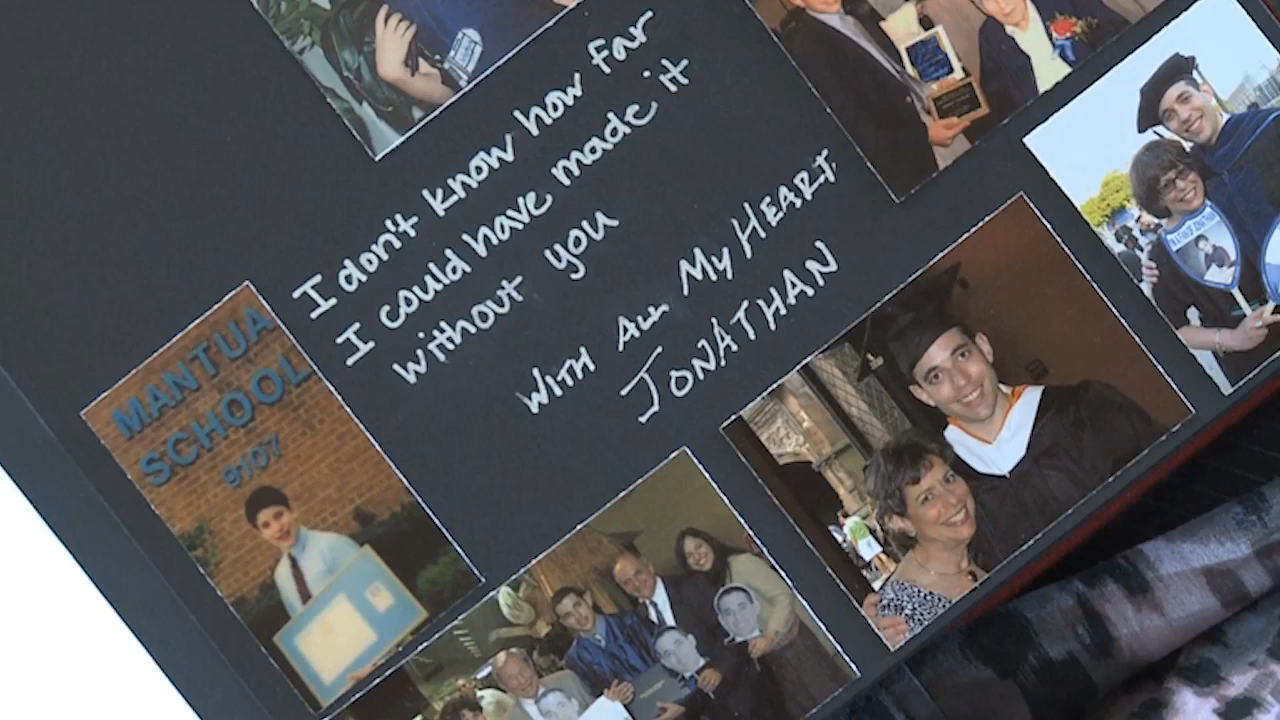 I don't know how far
I could have made it
without you
WITH ALL MY HEART
JONATHAN
MANTUA
SCHOOL
9107